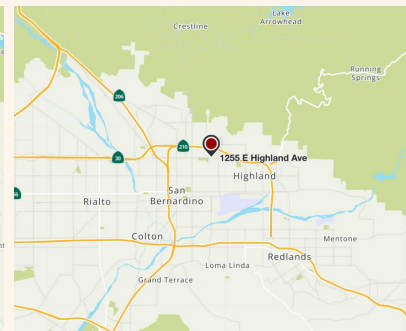 Lake
Arrowhead
Crestline
Running
Springs
206
210
30
1255 E Highland Ave
Highland
San
Bernardino
Rialto
Colton
Mentone
Redlands
Loma Linda
Grand Terrace